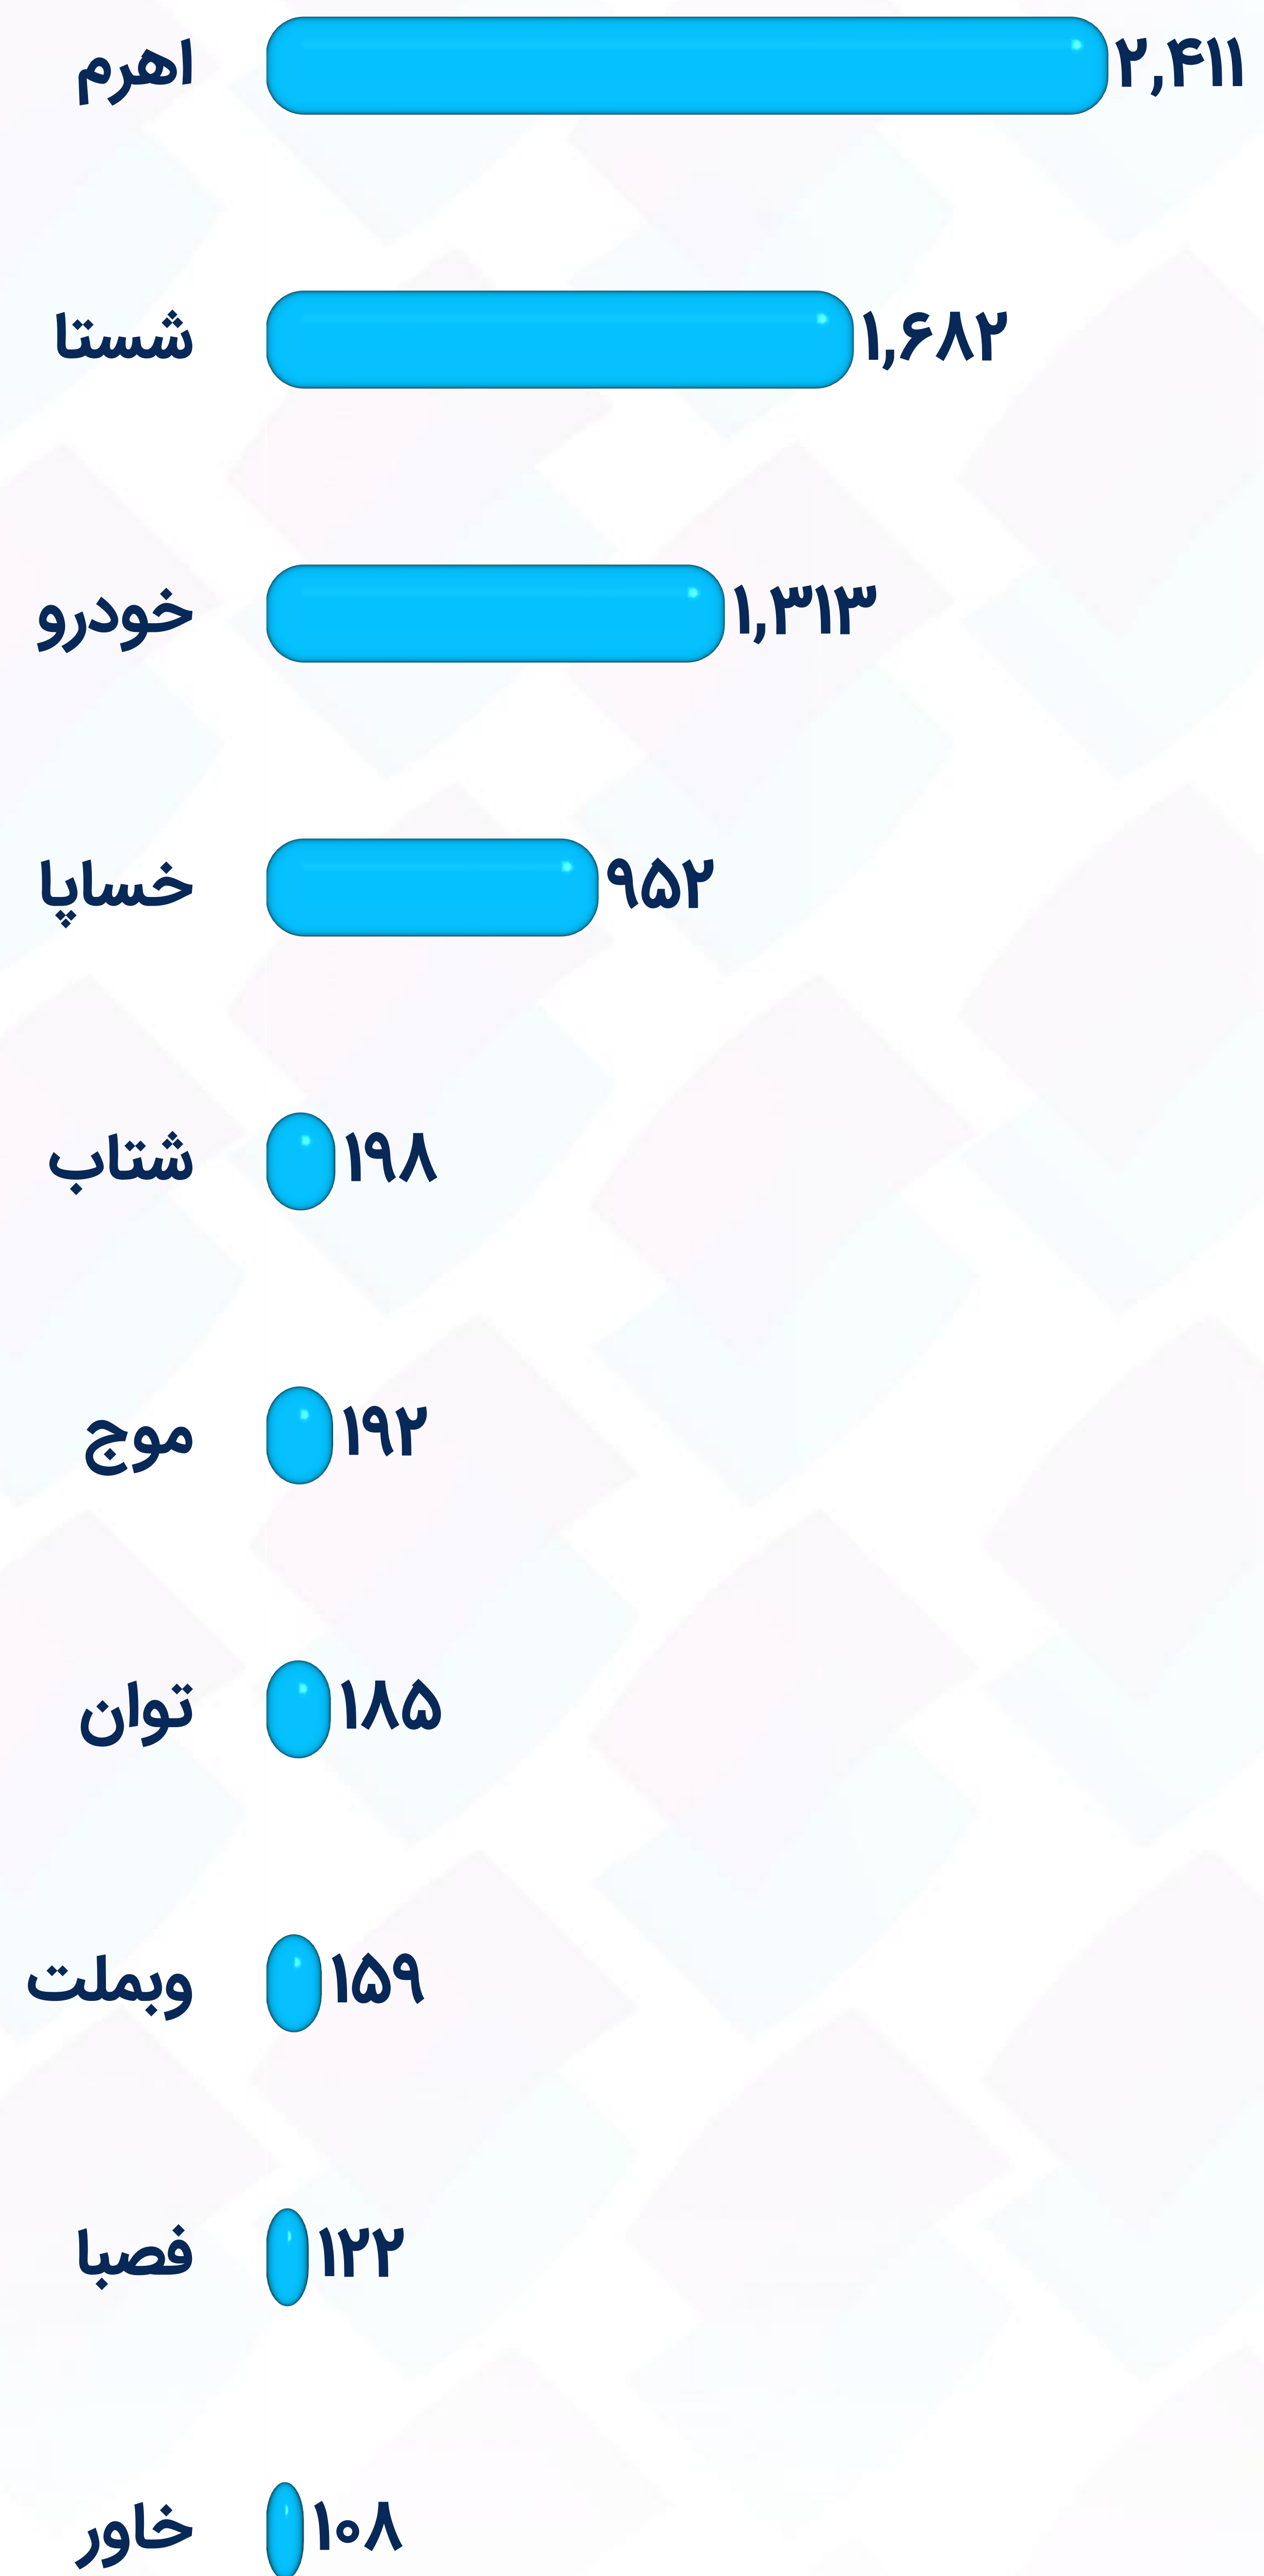 اهرم ۲,۴۱۱
شستا ۱,۶۸۲
خودرو ۱,۳۱۳
خساپا ۹۵۲
شتاب ۱۹۸
موج ۱۹۲
توان ۱۸۵
وبملت ۱۵۹
فصبا ۱۲۲
خاور ۱۰۸